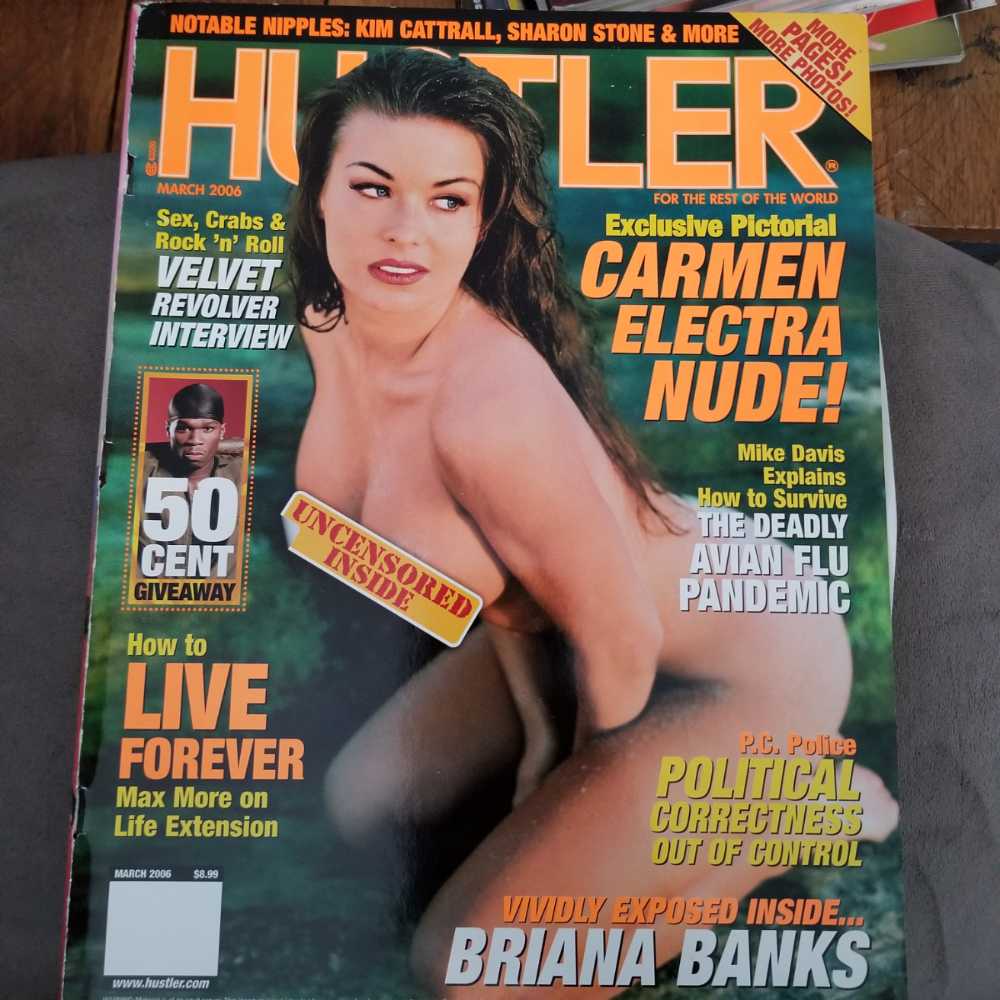 NOTABLE NIPPLES: KIM CATTRALL, SHARON STONE & MORE
MORE
PAGES!
MORE PHOTOS!
HUSTLER®
MARCH 2006
FOR THE REST OF THE WORLD
Sex, Crabs &
Rock 'n' Roll
VELVET
REVOLVER
INTERVIEW
Exclusive Pictorial
CARMEN
ELECTRA
NUDE!
50
CENT
GIVEAWAY
Mike Davis
Explains
How to Survive
THE DEADLY
AVIAN FLU
PANDEMIC
UNCENSORED
INSIDE
How to
LIVE
FOREVER
Max More on
Life Extension
P.C. Police
POLITICAL
CORRECTNESS
OUT OF CONTROL
MARCH 2006 $8.99
www.hustler.com
VIVIDLY EXPOSED INSIDE...
BRIANA BANKS